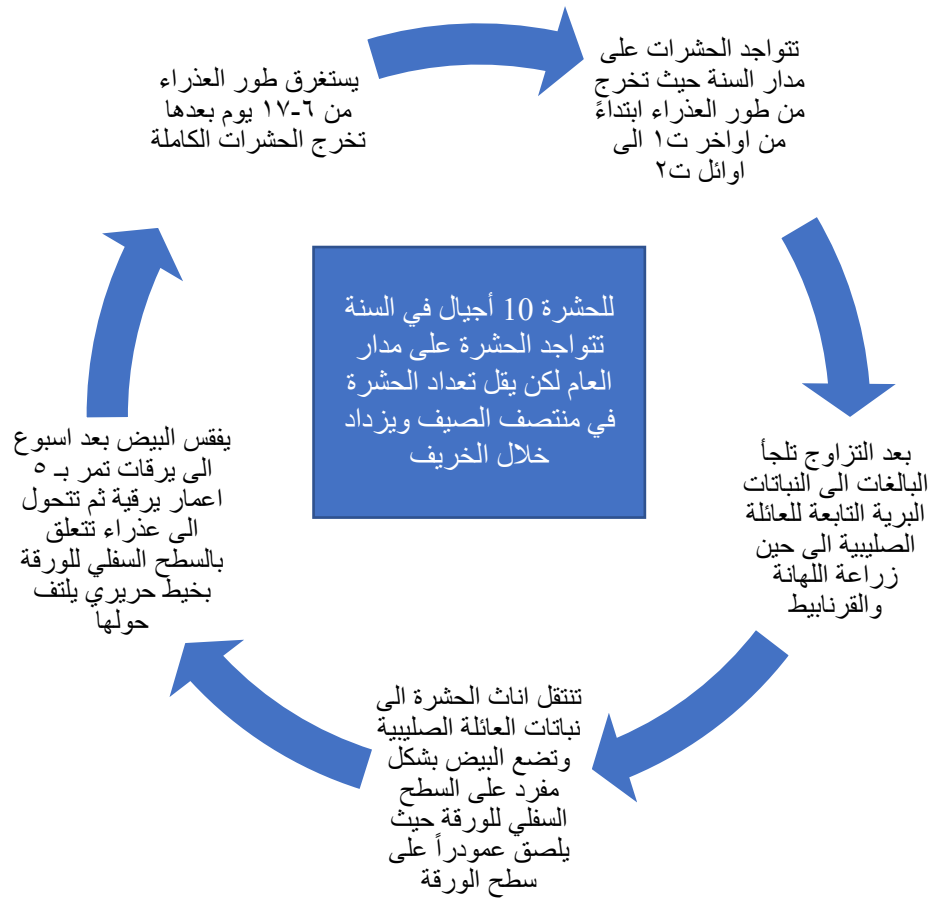 تتواجد الحشرات على
مدار السنة حيث تخرج
من طور العذراء ابتداءً
من اواخر ت١ الى
اوائل ت٢
بعد التزاوج تلجأ
البالغات الى النباتات
البرية التابعة للعائلة
الصليبية الى حين
زراعة اللهانة
والقرنابيط
تنتقل اناث الحشرة الى
نباتات العائلة الصليبية
وتضع البيض بشكل
مفرد على السطح
السفلي للورقة حيث
يلصق عمودراً على
سطح الورقة
يفقس البيض بعد اسبوع
الى يرقات تمر بـ ٥
اعمار يرقية ثم تتحول
الى عذراء تتعلق
بالسطح السفلي للورقة
بخيط حريري يلتف
حولها
يستغرق طور العذراء
من ٦-١٧ يوم بعدها
تخرج الحشرات الكاملة
للحشرة 10 أجيال في السنة
تتواجد الحشرة على مدار
العام لكن يقل تعداد الحشرة
في منتصف الصيف ويزداد
خلال الخريف